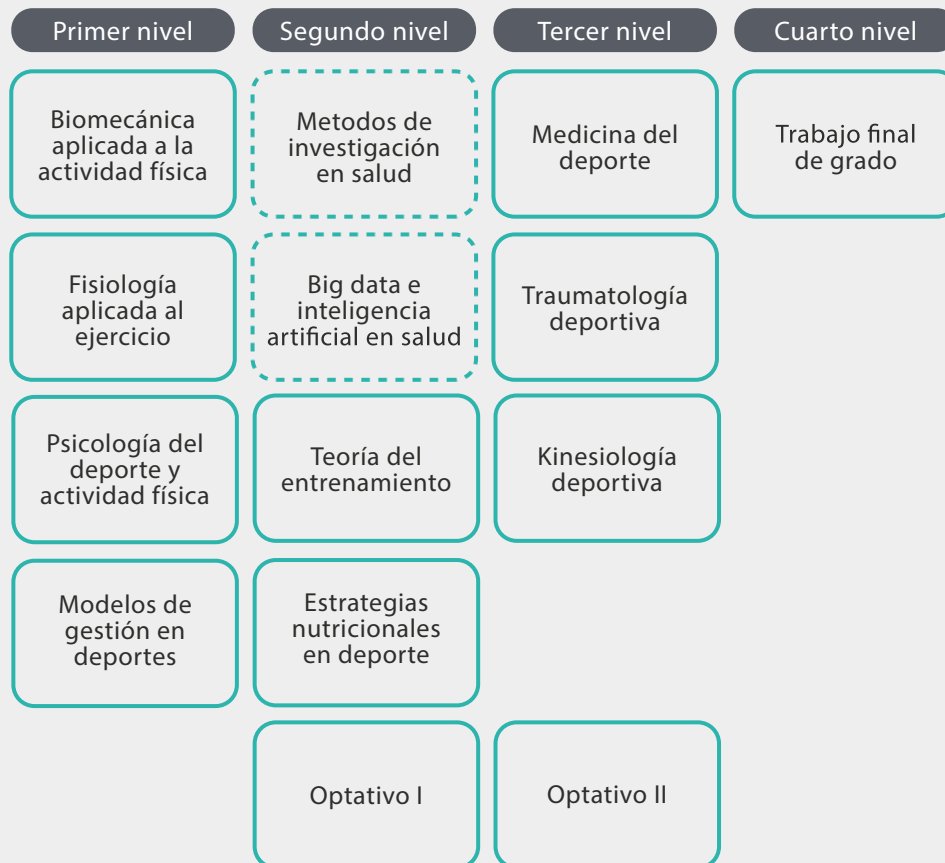 Primer nivel
Segundo nivel
Tercer nivel
Cuarto nivel
Biomecánica
aplicada a la
actividad física
Metodos de
investigación
en salud
Medicina del
deporte
Trabajo final
de grado
Fisiología
aplicada al
ejercicio
Big data e
inteligencia
artificial en salud
Traumatología
deportiva
Psicología del
deporte y
actividad física
Teoría del
entrenamiento
Kinesiología
deportiva
Modelos de
gestión en
deportes
Estrategias
nutricionales
en deporte
Optativo I
Optativo II